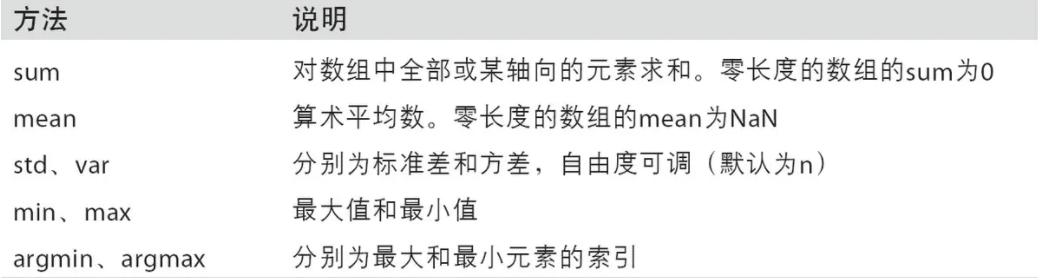 方法 说明
sum 对数组中全部或某轴向的元素求和。零长度的数组的sum为0
mean 算术平均数。零长度的数组的mean为NaN
std、var 分别为标准差和方差，自由度可调（默认为n）
min、max 最大值和最小值
argmin、argmax 分别为最大和最小元素的索引